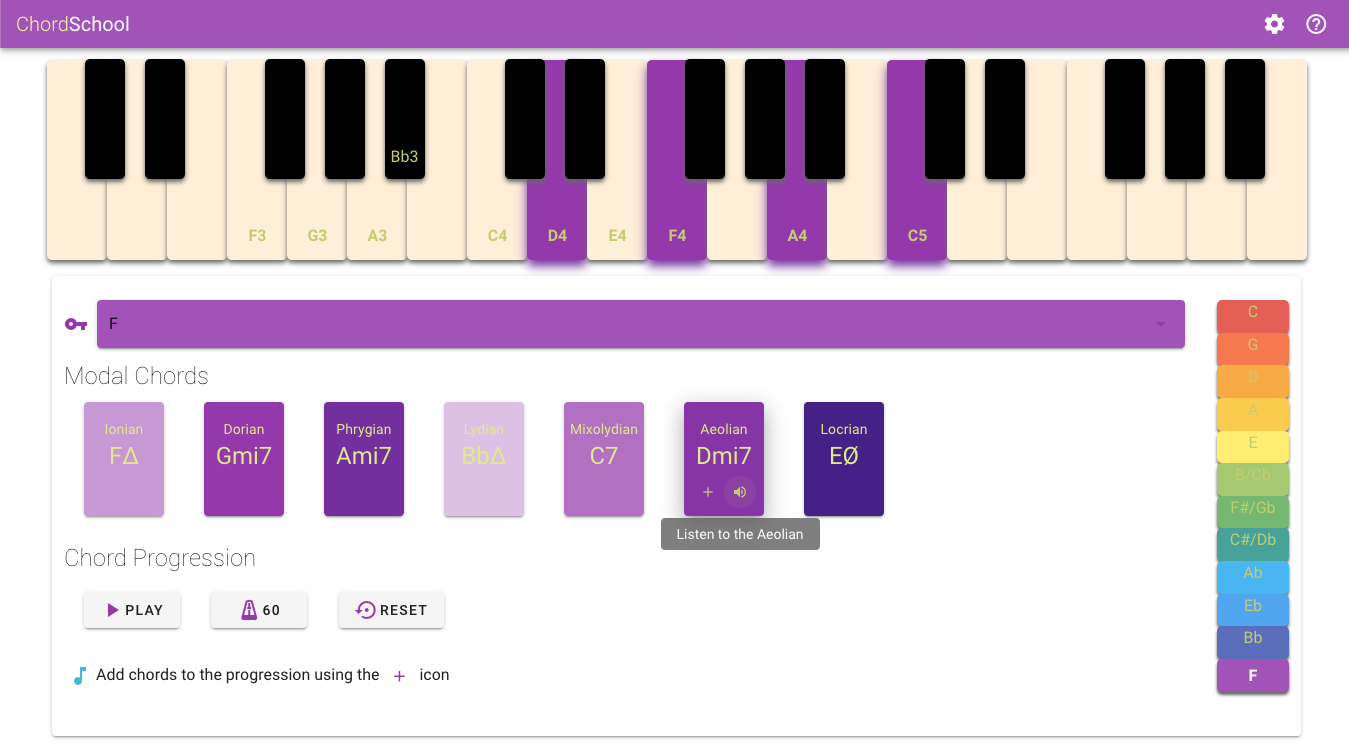 ChordSchool
Bb3
F3 G3 A3 C4 D4 E4 F4 A4 C5
F
Modal Chords
Ionian
FΔ
Dorian
Gmi7
Phrygian
Ami7
Lydian
BbΔ
Mixolydian
C7
Aeolian
Dmi7
+
Locrian
EØ
Listen to the Aeolian
Chord Progression
PLAY 60 RESET
Add chords to the progression using the + icon
C
G
D
A
E
B/Cb
F#/Gb
C#/Db
Ab
Eb
Bb
F